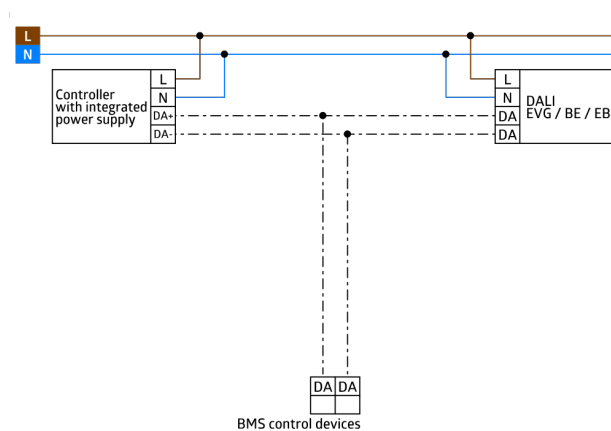 L
N
Controller
with integrated
power supply
L
N
DA+
DA-
L
N
DA
DA
DALI
EVG / BE / EB
DA DA
BMS control devices